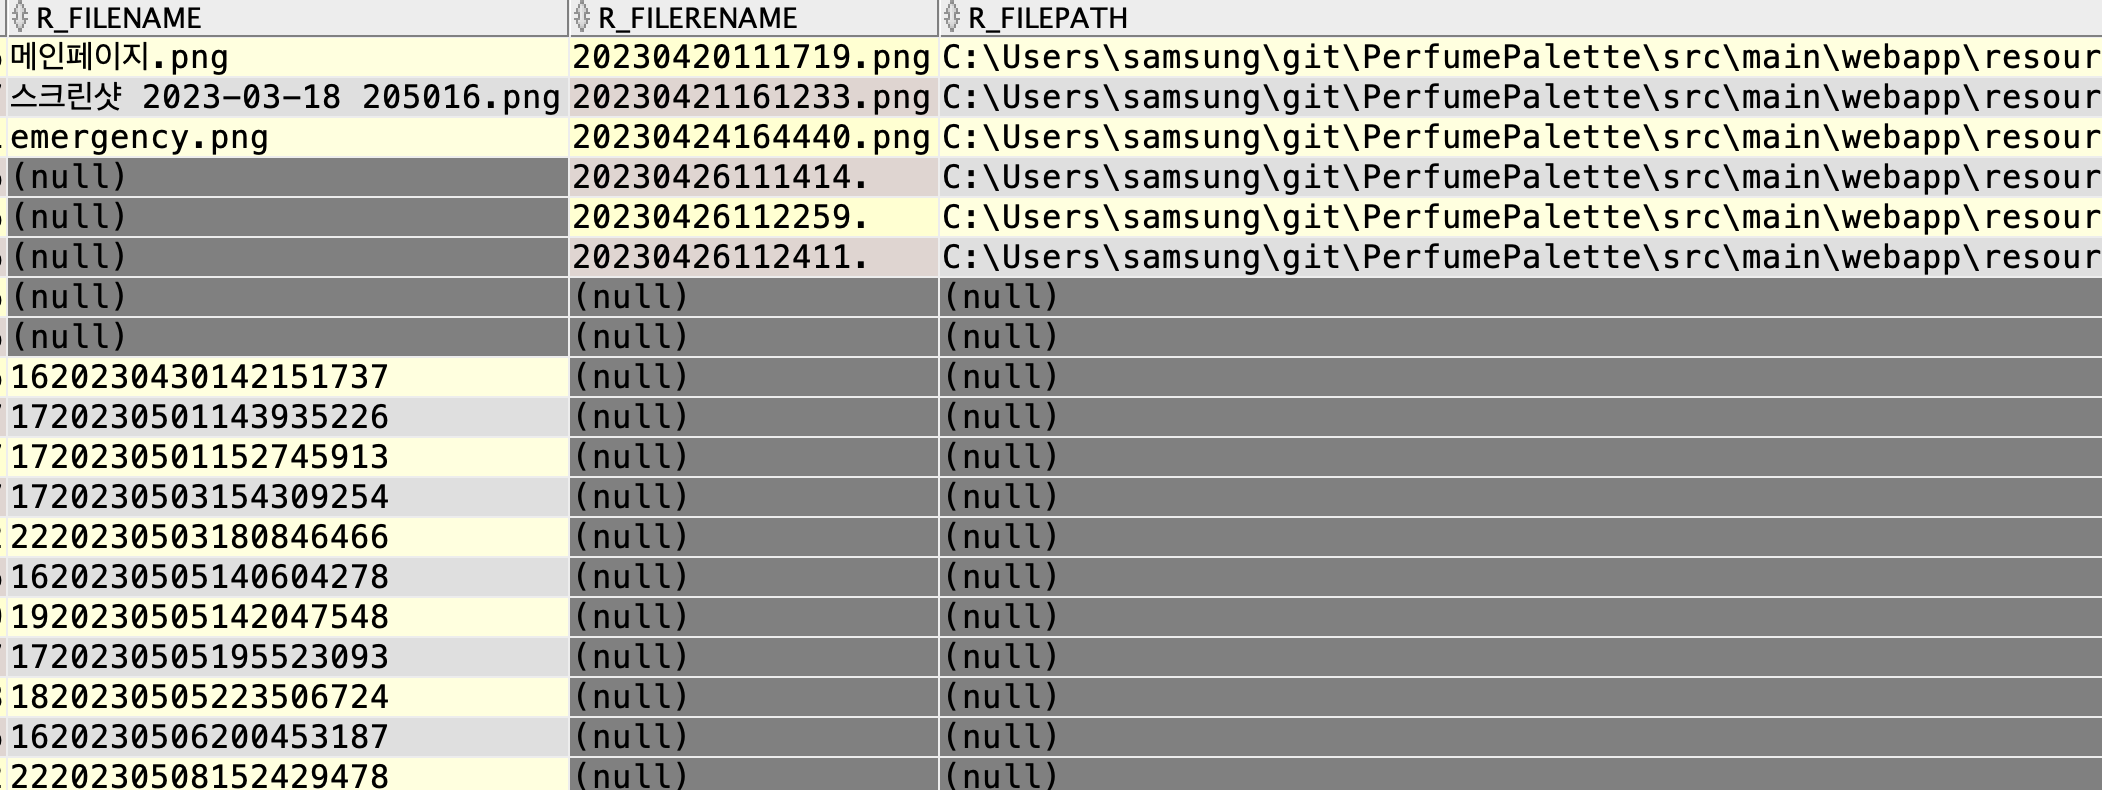 R_FILENAME R_FILERENAME R_FILEPATH
메인페이지.png 20230420111719.png C:\Users\samsung\git\PerfumePalette\src\main\webapp\resour
스크린샷 2023-03-18 205016.png 20230421161233.png C:\Users\samsung\git\PerfumePalette\src\main\webapp\resour
emergency.png 20230424164440.png C:\Users\samsung\git\PerfumePalette\src\main\webapp\resour
(null) 20230426111414. C:\Users\samsung\git\PerfumePalette\src\main\webapp\resour
(null) 20230426112259. C:\Users\samsung\git\PerfumePalette\src\main\webapp\resour
(null) 20230426112411. C:\Users\samsung\git\PerfumePalette\src\main\webapp\resour
(null) (null) (null)
(null) (null) (null)
1620230430142151737 (null) (null)
1720230501143935226 (null) (null)
1720230501152745913 (null) (null)
1720230503154309254 (null) (null)
2220230503180846466 (null) (null)
1620230505140604278 (null) (null)
1920230505142047548 (null) (null)
1720230505195523093 (null) (null)
1820230505223506724 (null) (null)
1620230506200453187 (null) (null)
2220230508152429478 (null) (null)